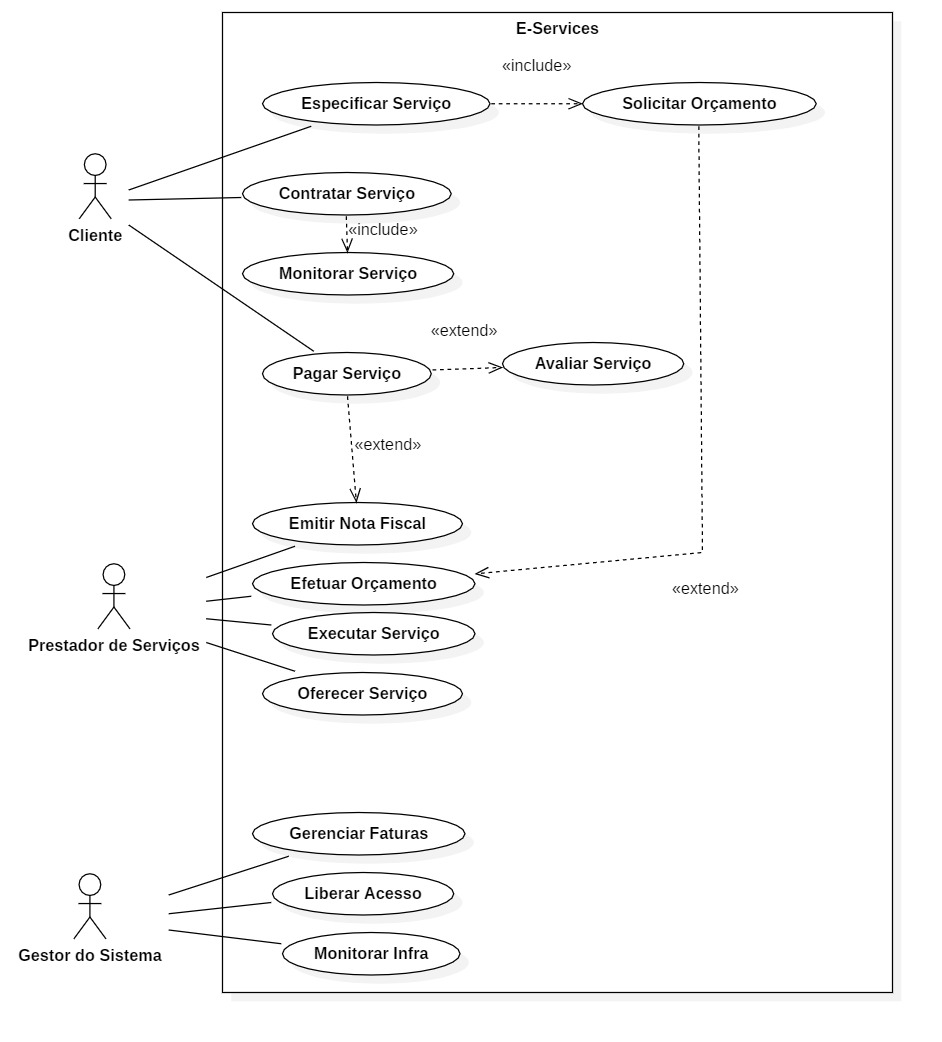 E-Services
«include»
Especificar Serviço
Solicitar Orçamento
Contratar Serviço
«include»
Cliente
Monitorar Serviço
«extend»
Pagar Serviço
Avaliar Serviço
«extend»
Emitir Nota Fiscal
Efetuar Orçamento
«extend»
Executar Serviço
Prestador de Serviços
Oferecer Serviço
Gerenciar Faturas
Liberar Acesso
Monitorar Infra
Gestor do Sistema